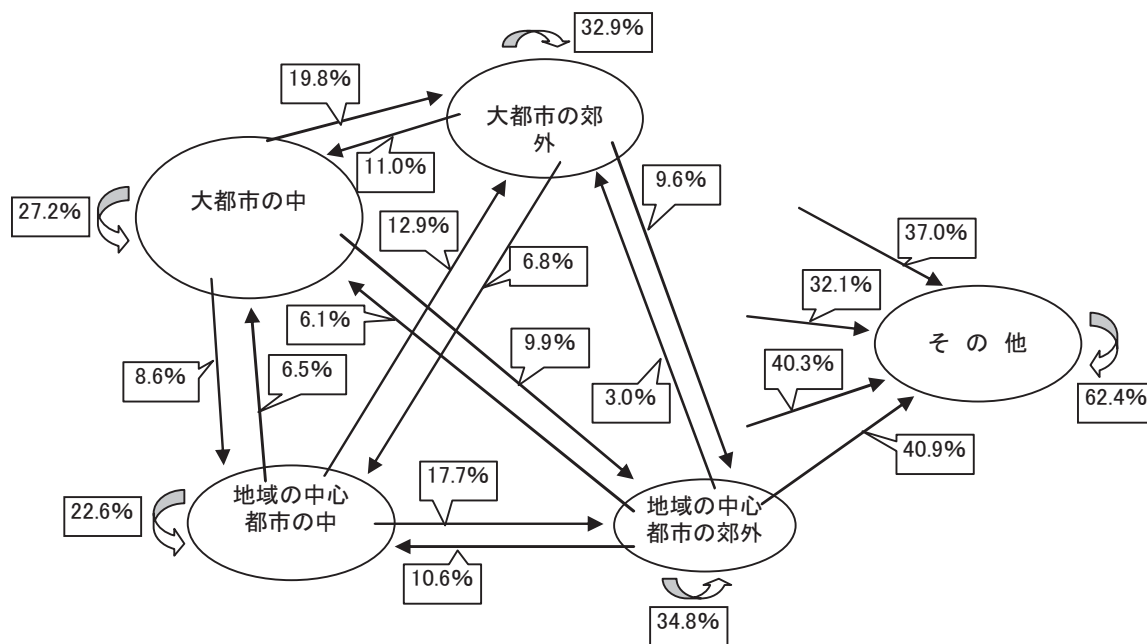 32.9%
19.8%
大都市の郊
外
11.0%
9.6%
大都市の中
27.2%
12.9%
6.8%
37.0%
32.1%
そ の 他
6.1%
9.9%
8.6%
6.5%
3.0%
40.3%
62.4%
40.9%
地域の中心
都市の中
22.6%
17.7%
地域の中心
都市の郊外
10.6%
34.8%